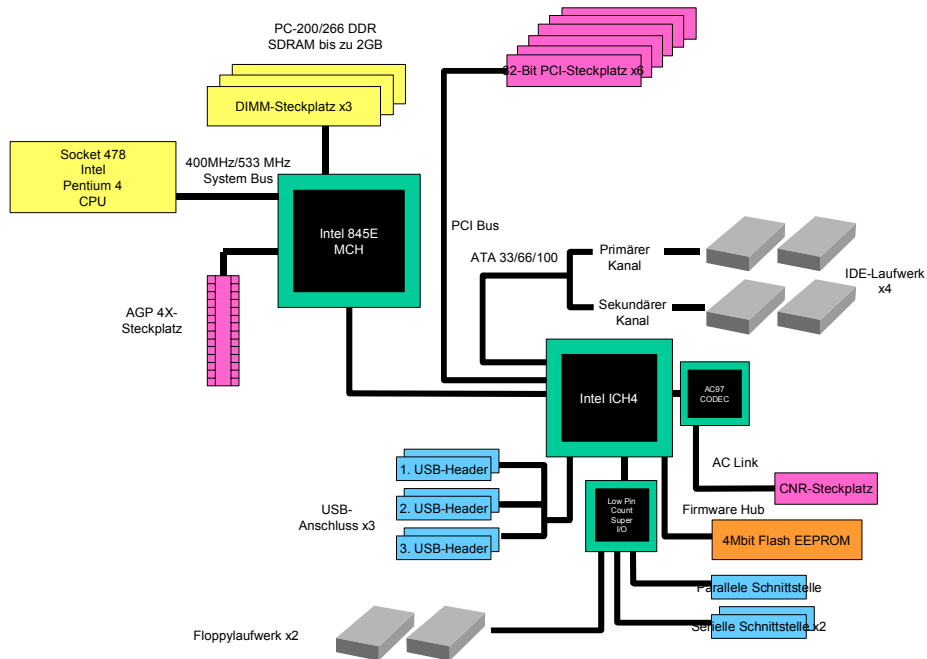 PC-200/266 DDR
SDRAM bis zu 2GB
32-Bit PCI-Steckplatz x6
DIMM-Steckplatz x3
Socket 478
Intel
Pentium 4
CPU
400MHz/533 MHz
System Bus
Intel 845E
MCH
PCI Bus
ATA 33/66/100
Primärer
Kanal
IDE-Laufwerk
x4
Sekundärer
Kanal
AGP 4X-
Steckplatz
Intel ICH4
AC97
CODEC
AC Link
CNR-Steckplatz
1. USB-Header
2. USB-Header
3. USB-Header
USB-
Anschluss x3
Low Pin
Count
Super
I/O
Firmware Hub
4Mbit Flash EEPROM
Parallele Schnittstelle
Serielle Schnittstelle x2
Floppylaufwerk x2